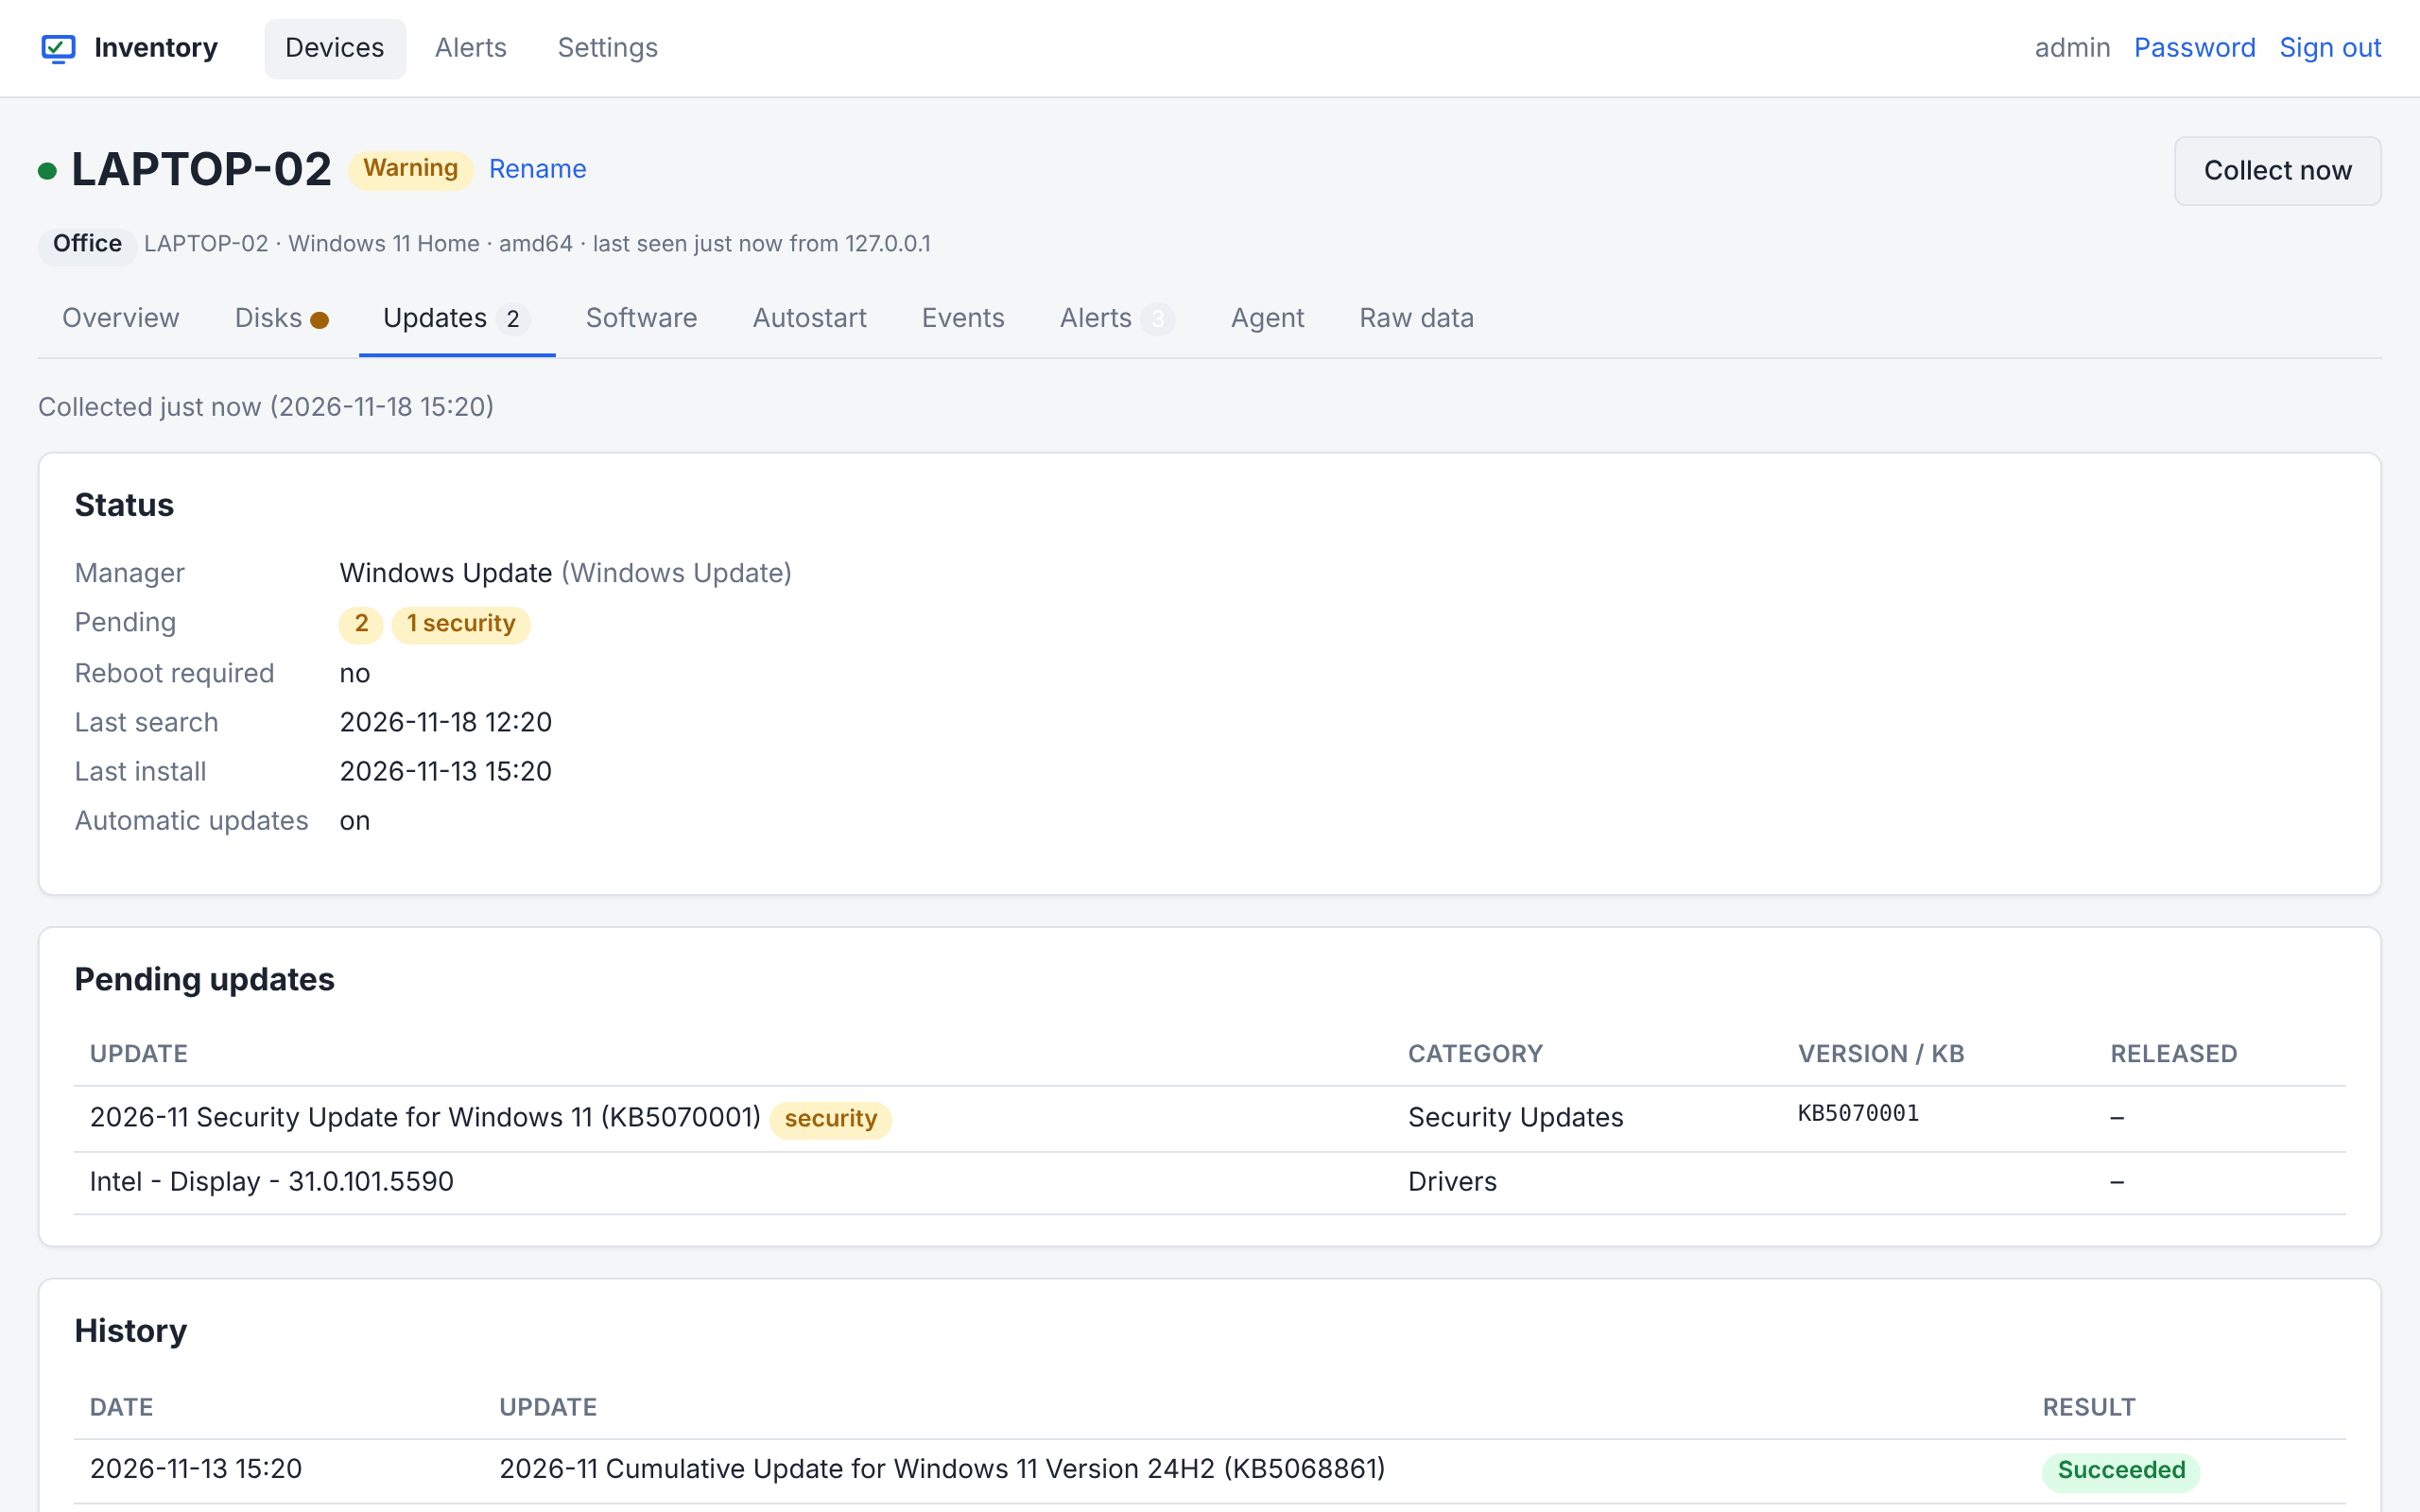 Inventory Devices Alerts Settings admin Password Sign out
LAPTOP-02 Warning Rename Collect now
Office LAPTOP-02 · Windows 11 Home · amd64 · last seen just now from 127.0.0.1
Overview Disks Updates 2 Software Autostart Events Alerts 3 Agent Raw data
Collected just now (2026-11-18 15:20)
Status
Manager Windows Update (Windows Update)
Pending 2 1 security
Reboot required no
Last search 2026-11-18 12:20
Last install 2026-11-13 15:20
Automatic updates on
Pending updates
UPDATE CATEGORY VERSION / KB RELEASED
2026-11 Security Update for Windows 11 (KB5070001) security Security Updates KB5070001 –
Intel - Display - 31.0.101.5590 Drivers –
History
DATE UPDATE RESULT
2026-11-13 15:20 2026-11 Cumulative Update for Windows 11 Version 24H2 (KB5068861) Succeeded